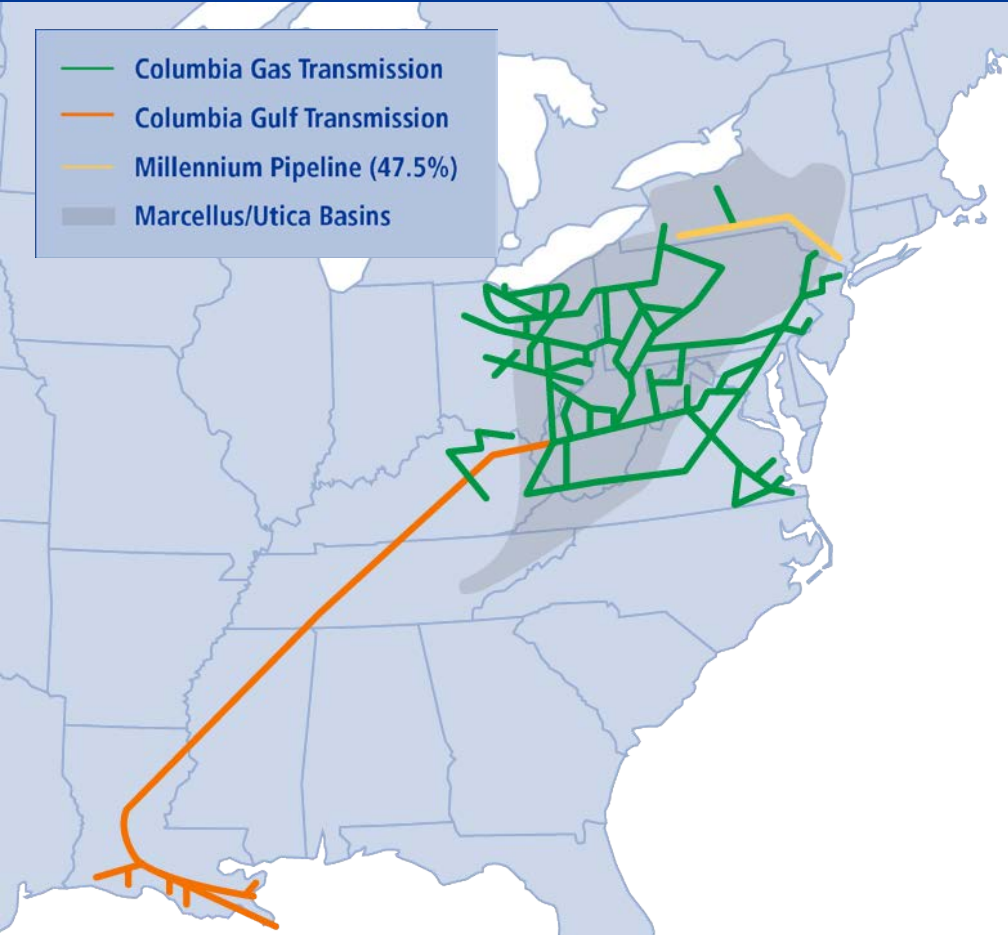 Columbia Gas Transmission
Columbia Gulf Transmission
Millennium Pipeline (47.5%)
Marcellus/Utica Basins